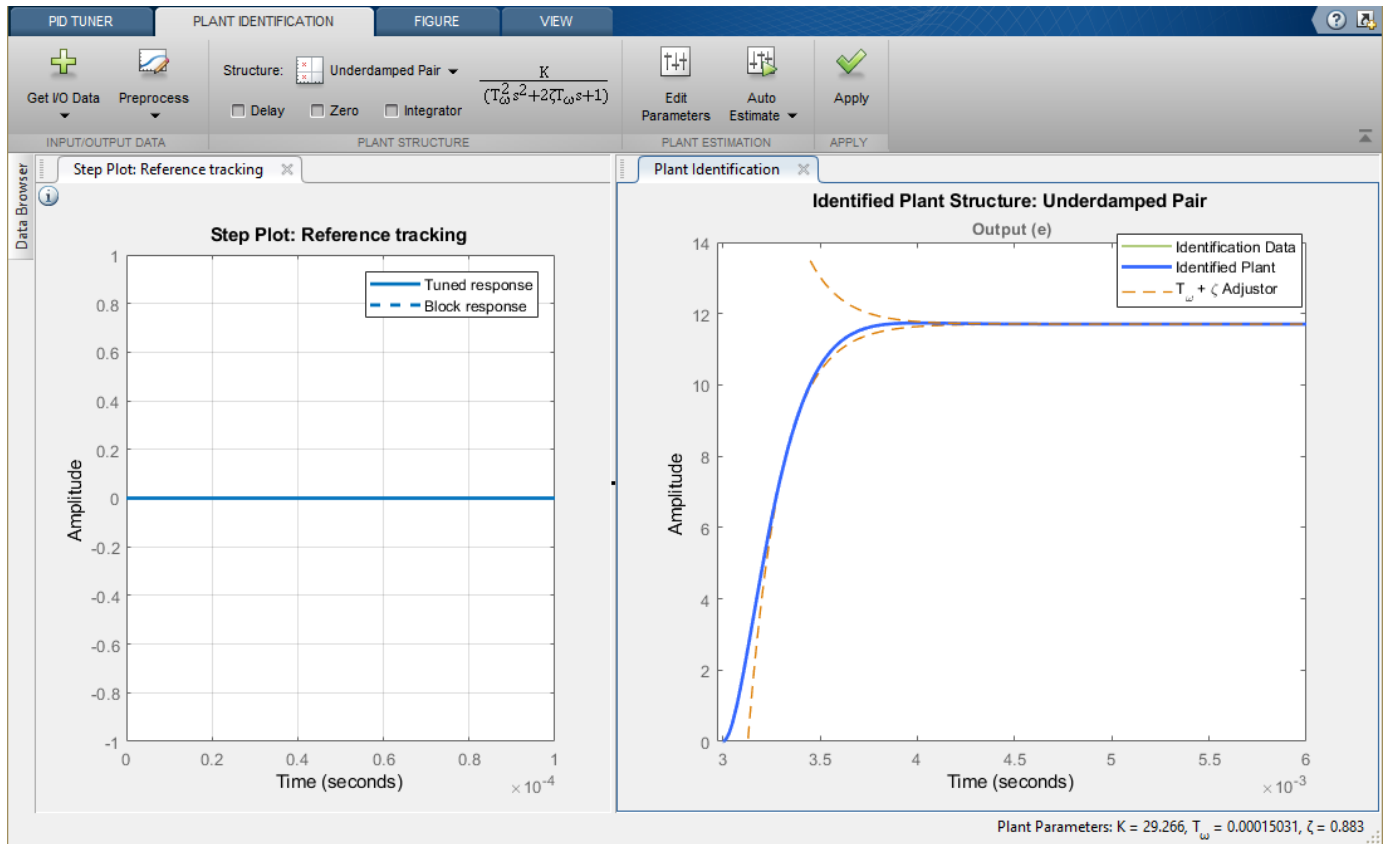 PID TUNER PLANT IDENTIFICATION FIGURE VIEW
Get I/O Data Preprocess
Structure: Underdamped Pair
Delay Zero Integrator
K
(T²ωs²+2ζTωs+1)
Edit Parameters
Auto Estimate
Apply
INPUT/OUTPUT DATA PLANT STRUCTURE PLANT ESTIMATION APPLY
Data Browser
Step Plot: Reference tracking
Step Plot: Reference tracking
Tuned response
Block response
Amplitude
1
0.8
0.6
0.4
0.2
0
-0.2
-0.4
-0.6
-0.8
-1
0 0.2 0.4 0.6 0.8 1
Time (seconds)
×10⁻⁴
Plant Identification
Identified Plant Structure: Underdamped Pair
Output (e)
Identification Data
Identified Plant
Tω + ζ Adjustor
Amplitude
14
12
10
8
6
4
2
0
3 3.5 4 4.5 5 5.5 6
Time (seconds)
×10⁻³
Plant Parameters: K = 29.266, Tω = 0.00015031, ζ = 0.883